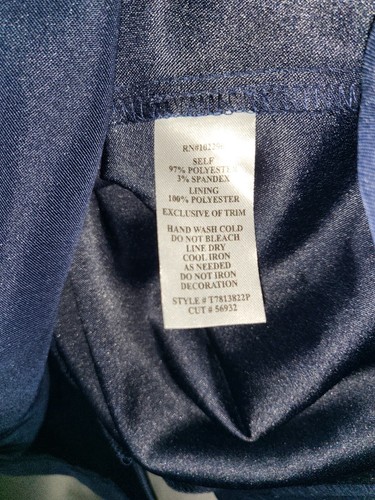 SELF
97% POLYESTER
3% SPANDEX
LINING
100% POLYESTER
EXCLUSIVE OF TRIM
HAND WASH COLD
DO NOT BLEACH
LINE DRY
COOL IRON
AS NEEDED
DO NOT IRON
DECORATION
STYLE # T7813822P
CUT # 56932